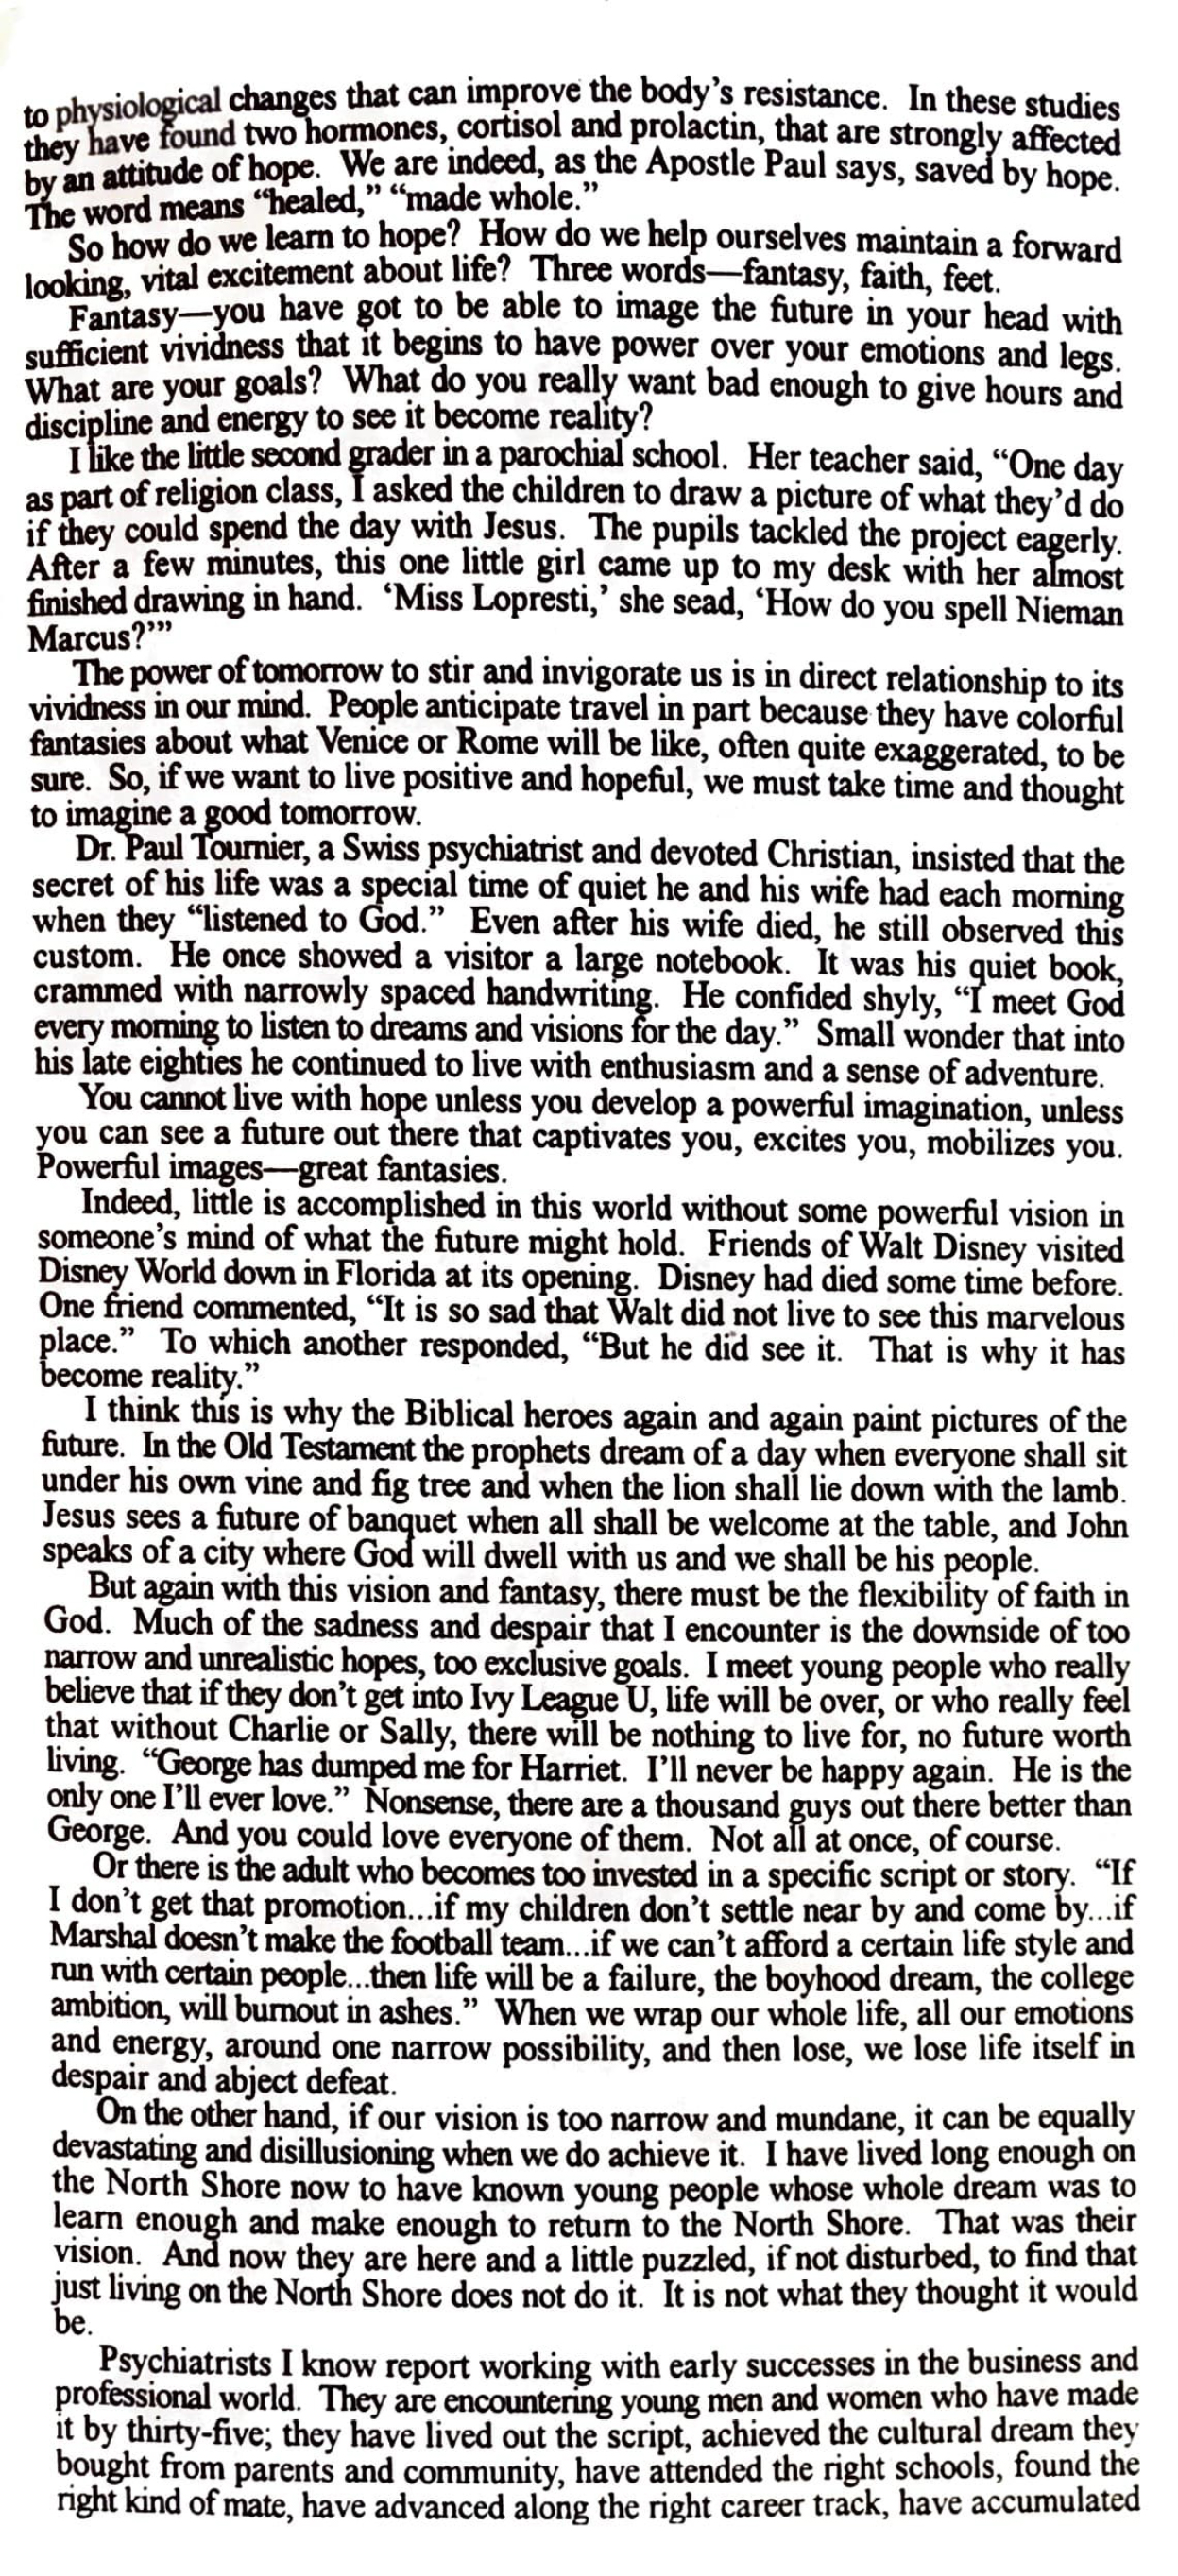 to physiological changes that can improve the body's resistance. In these studies
they have found two hormones, cortisol and prolactin, that are strongly affected
by an attitude of hope. We are indeed, as the Apostle Paul says, saved by hope.
The word means “healed,” “made whole.”
So how do we learn to hope? How do we help ourselves maintain a forward
looking, vital excitement about life? Three words—fantasy, faith, feet.
Fantasy—you have got to be able to image the future in your head with
sufficient vividness that it begins to have power over your emotions and legs.
What are your goals? What do you really want bad enough to give hours and
discipline and energy to see it become reality?
I like the little second grader in a parochial school. Her teacher said, “One day
as part of religion class, I asked the children to draw a picture of what they'd do
if they could spend the day with Jesus. The pupils tackled the project eagerly.
After a few minutes, this one little girl came up to my desk with her almost
finished drawing in hand. ‘Miss Lopresti,’ she sead, ‘How do you spell Nieman
Marcus?’”
The power of tomorrow to stir and invigorate us is in direct relationship to its
vividness in our mind. People anticipate travel in part because they have colorful
fantasies about what Venice or Rome will be like, often quite exaggerated, to be
sure. So, if we want to live positive and hopeful, we must take time and thought
to imagine a good tomorrow.
Dr. Paul Tournier, a Swiss psychiatrist and devoted Christian, insisted that the
secret of his life was a special time of quiet he and his wife had each morning
when they “listened to God.” Even after his wife died, he still observed this
custom. He once showed a visitor a large notebook. It was his quiet book,
crammed with narrowly spaced handwriting. He confided shyly, “I meet God
every morning to listen to dreams and visions for the day.” Small wonder that into
his late eighties he continued to live with enthusiasm and a sense of adventure.
You cannot live with hope unless you develop a powerful imagination, unless
you can see a future out there that captivates you, excites you, mobilizes you.
Powerful images—great fantasies.
Indeed, little is accomplished in this world without some powerful vision in
someone's mind of what the future might hold. Friends of Walt Disney visited
Disney World down in Florida at its opening. Disney had died some time before.
One friend commented, “It is so sad that Walt did not live to see this marvelous
place.” To which another responded, “But he did see it. That is why it has
become reality.”
I think this is why the Biblical heroes again and again paint pictures of the
future. In the Old Testament the prophets dream of a day when everyone shall sit
under his own vine and fig tree and when the lion shall lie down with the lamb.
Jesus sees a future of banquet when all shall be welcome at the table, and John
speaks of a city where God will dwell with us and we shall be his people.
But again with this vision and fantasy, there must be the flexibility of faith in
God. Much of the sadness and despair that I encounter is the downside of too
narrow and unrealistic hopes, too exclusive goals. I meet young people who really
believe that if they don't get into Ivy League U, life will be over, or who really feel
that without Charlie or Sally, there will be nothing to live for, no future worth
living. “George has dumped me for Harriet. I'll never be happy again. He is the
only one I'll ever love.” Nonsense, there are a thousand guys out there better than
George. And you could love everyone of them. Not all at once, of course.
Or there is the adult who becomes too invested in a specific script or story. “If
I don't get that promotion...if my children don't settle near by and come by...if
Marshal doesn't make the football team...if we can't afford a certain life style and
run with certain people...then life will be a failure, the boyhood dream, the college
ambition, will burnout in ashes.” When we wrap our whole life, all our emotions
and energy, around one narrow possibility, and then lose, we lose life itself in
despair and abject defeat.
On the other hand, if our vision is too narrow and mundane, it can be equally
devastating and disillusioning when we do achieve it. I have lived long enough on
the North Shore now to have known young people whose whole dream was to
learn enough and make enough to return to the North Shore. That was their
vision. And now they are here and a little puzzled, if not disturbed, to find that
just living on the North Shore does not do it. It is not what they thought it would
be.
Psychiatrists I know report working with early successes in the business and
professional world. They are encountering young men and women who have made
it by thirty-five; they have lived out the script, achieved the cultural dream they
bought from parents and community, have attended the right schools, found the
right kind of mate, have advanced along the right career track, have accumulated